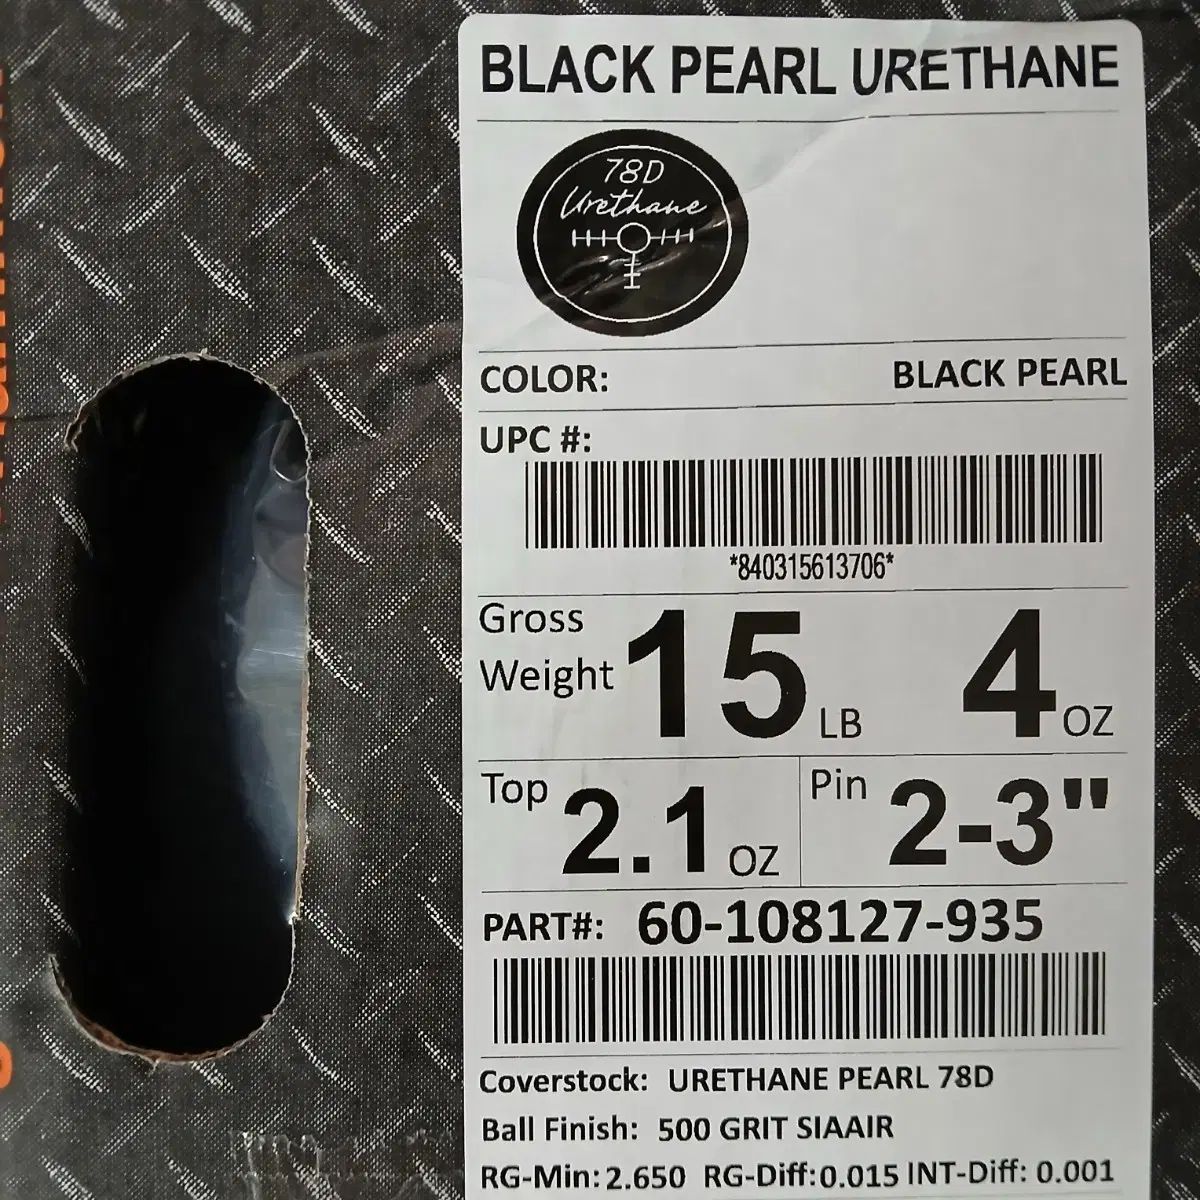 BLACK PEARL URETHANE
78D
Urethane
COLOR: BLACK PEARL
UPC #:
*840315613706*
Gross Weight 15 LB 4 OZ
Top 2.1 OZ Pin 2-3"
PART#: 60-108127-935
Coverstock: URETHANE PEARL 78D
Ball Finish: 500 GRIT SIAAIR
RG-Min: 2.650 RG-Diff: 0.015 INT-Diff: 0.001